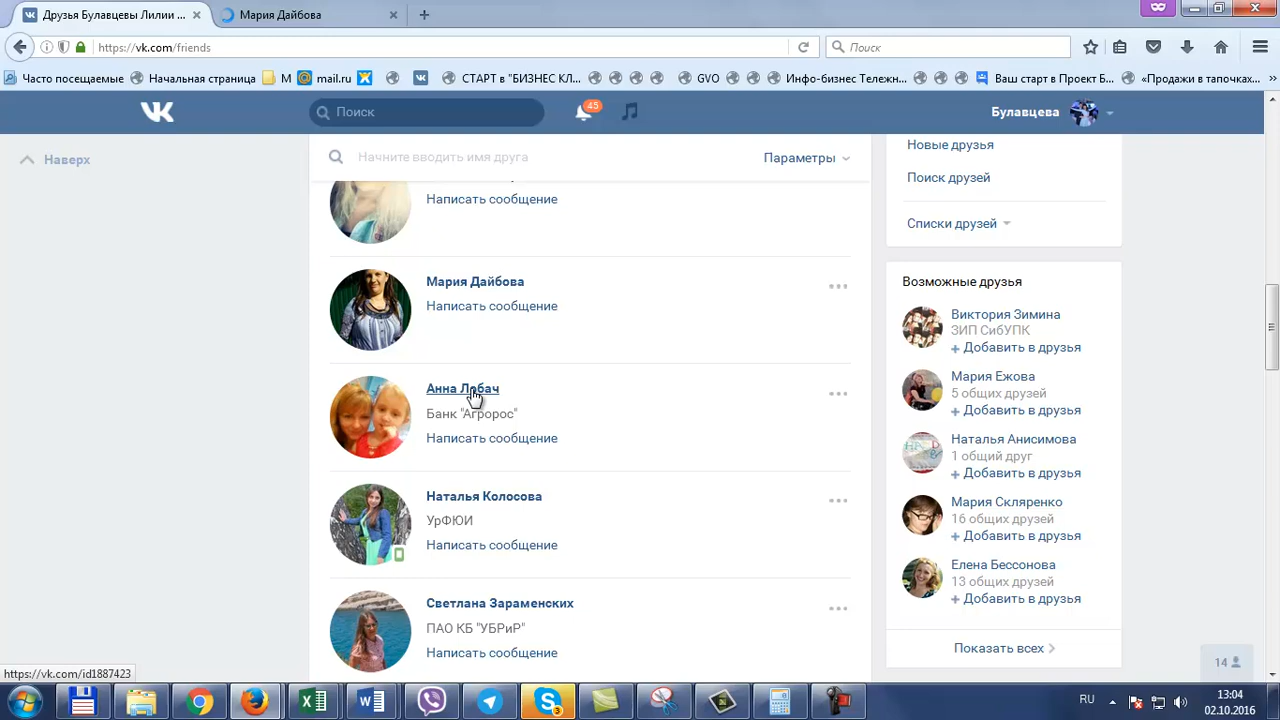 Друзья Булавцевы Лилии ...
Мария Дайбова
https://vk.com/friends
Поиск
Часто посещаемые
Начальная страница
М
mail.ru
СТАРТ в "БИЗНЕС КЛ...
GVO
Инфо-бизнес Тележн...
Ваш старт в Проект Б...
«Продажи в тапочках...
Поиск
45
Булавцева
Наверх
Начните вводить имя друга
Параметры
Написать сообщение
Мария Дайбова
Написать сообщение
Анна Лобач
Банк "Агророс"
Написать сообщение
Наталья Колосова
УрФЮИ
Написать сообщение
Светлана Зараменских
ПАО КБ "УБРиР"
Написать сообщение
Новые друзья
Поиск друзей
Списки друзей
Возможные друзья
Виктория Зимина
ЗИП СибУПК
Добавить в друзья
Мария Ежова
5 общих друзей
Добавить в друзья
Наталья Анисимова
1 общий друг
Добавить в друзья
Мария Скляренко
16 общих друзей
Добавить в друзья
Елена Бессонова
13 общих друзей
Добавить в друзья
Показать всех
14
https://vk.com/id1887423
3
RU
13:04
02.10.2016